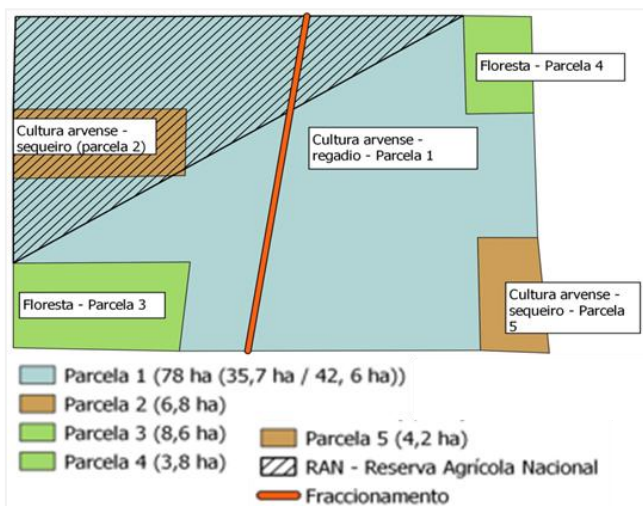 Floresta - Parcela 4
Cultura arvense -
sequeiro (parcela 2)
Cultura arvense -
regadio - Parcela 1
Floresta - Parcela 3
Cultura arvense -
sequeiro - Parcela
5
Parcela 1 (78 ha (35,7 ha / 42, 6 ha))
Parcela 2 (6,8 ha)
Parcela 3 (8,6 ha)
Parcela 4 (3,8 ha)
Parcela 5 (4,2 ha)
RAN - Reserva Agrícola Nacional
Fraccionamento